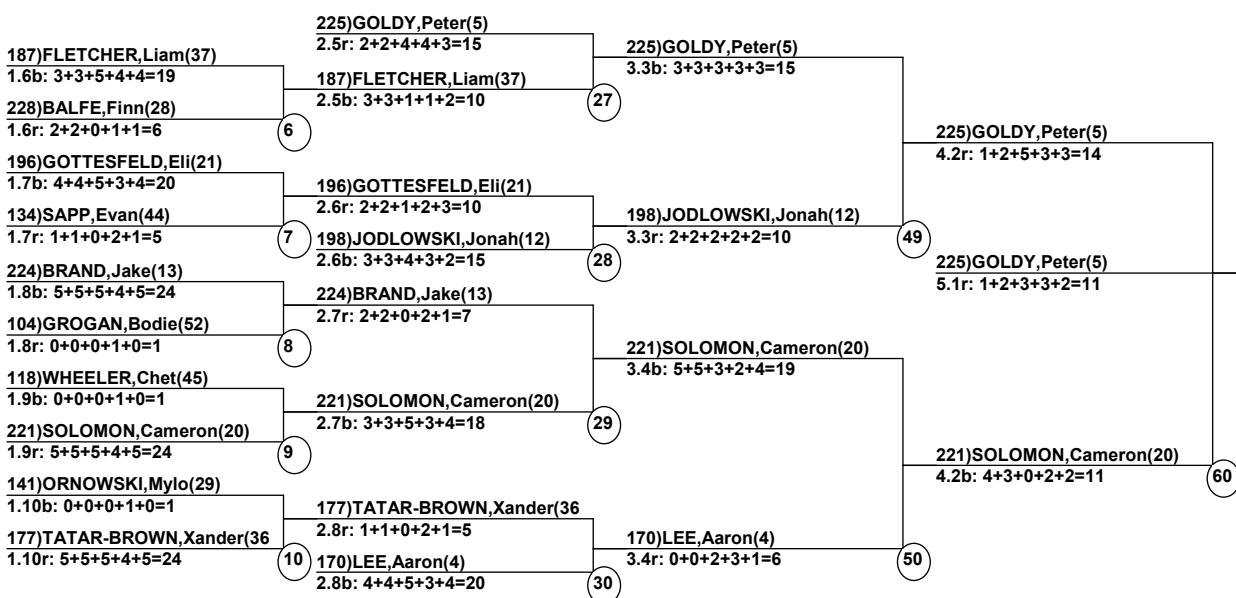 225)GOLDY,Peter(5)
2.5r: 2+2+4+4+3=15
187)FLETCHER,Liam(37)
1.6b: 3+3+5+4+4=19
225)GOLDY,Peter(5)
3.3b: 3+3+3+3+3=15
187)FLETCHER,Liam(37)
2.5b: 3+3+1+1+2=10
27
228)BALFE,Finn(28)
1.6r: 2+2+0+1+1=6
6
225)GOLDY,Peter(5)
4.2r: 1+2+5+3+3=14
196)GOTTESFELD,Eli(21)
1.7b: 4+4+5+3+4=20
196)GOTTESFELD,Eli(21)
2.6r: 2+2+1+2+3=10
134)SAPP,Evan(44)
1.7r: 1+1+0+2+1=5
7
198)JODLOWSKI,Jonah(12)
3.3r: 2+2+2+2+2=10
49
198)JODLOWSKI,Jonah(12)
2.6b: 3+3+4+3+2=15
28
225)GOLDY,Peter(5)
5.1r: 1+2+3+3+2=11
224)BRAND,Jake(13)
1.8b: 5+5+5+4+5=24
224)BRAND,Jake(13)
2.7r: 2+2+0+2+1=7
104)GROGAN,Bodie(52)
1.8r: 0+0+0+1+0=1
8
221)SOLOMON,Cameron(20)
3.4b: 5+5+3+2+4=19
118)WHEELER,Chet(45)
1.9b: 0+0+0+1+0=1
221)SOLOMON,Cameron(20)
2.7b: 3+3+5+3+4=18
29
221)SOLOMON,Cameron(20)
1.9r: 5+5+5+4+5=24
9
221)SOLOMON,Cameron(20)
4.2b: 4+3+0+2+2=11
60
141)ORNOWSKI,Mylo(29)
1.10b: 0+0+0+1+0=1
177)TATAR-BROWN,Xander(36
2.8r: 1+1+0+2+1=5
177)TATAR-BROWN,Xander(36
1.10r: 5+5+5+4+5=24
10
170)LEE,Aaron(4)
3.4r: 0+0+2+3+1=6
50
170)LEE,Aaron(4)
2.8b: 4+4+5+3+4=20
30